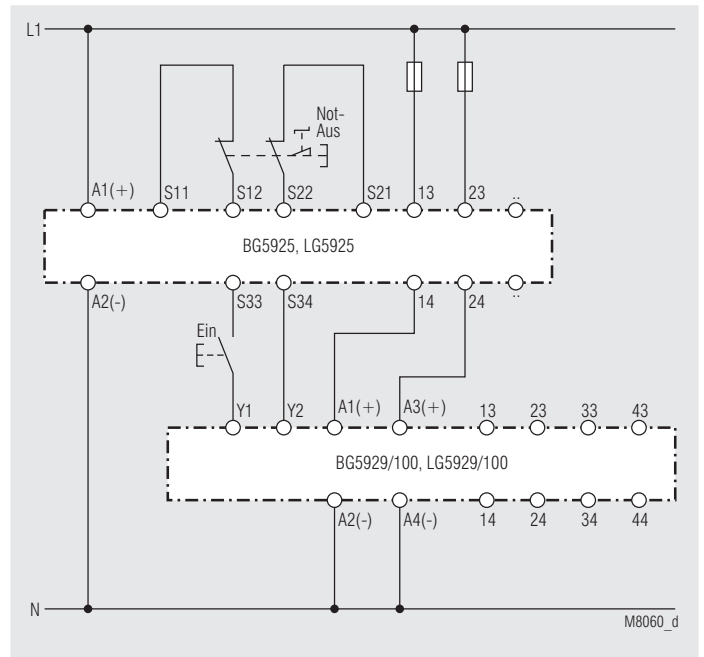 L1
Not-
Aus
A1(+) S11 S12 S22 S21 13 23 ..
BG5925, LG5925
A2(-) S33 S34 14 24 ..
Ein
Y1 Y2 A1(+) A3(+) 13 23 33 43
BG5929/100, LG5929/100
A2(-) A4(-) 14 24 34 44
N
M8060_d